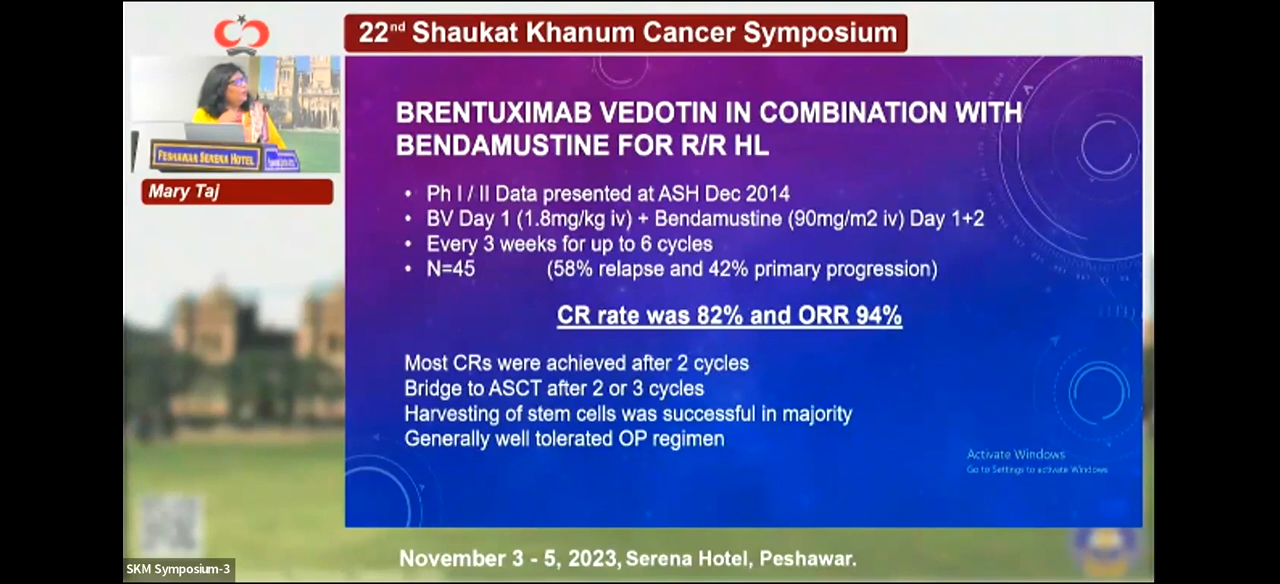 22nd Shaukat Khanum Cancer Symposium
PESHAWAR SERENA HOTEL
Mary Taj
BRENTUXIMAB VEDOTIN IN COMBINATION WITH
BENDAMUSTINE FOR R/R HL
• Ph I / II Data presented at ASH Dec 2014
• BV Day 1 (1.8mg/kg iv) + Bendamustine (90mg/m2 iv) Day 1+2
• Every 3 weeks for up to 6 cycles
• N=45 (58% relapse and 42% primary progression)
CR rate was 82% and ORR 94%
Most CRs were achieved after 2 cycles
Bridge to ASCT after 2 or 3 cycles
Harvesting of stem cells was successful in majority
Generally well tolerated OP regimen
Activate Windows
Go to Settings to activate Windows
November 3 - 5, 2023, Serena Hotel, Peshawar.
SKM Symposium-3